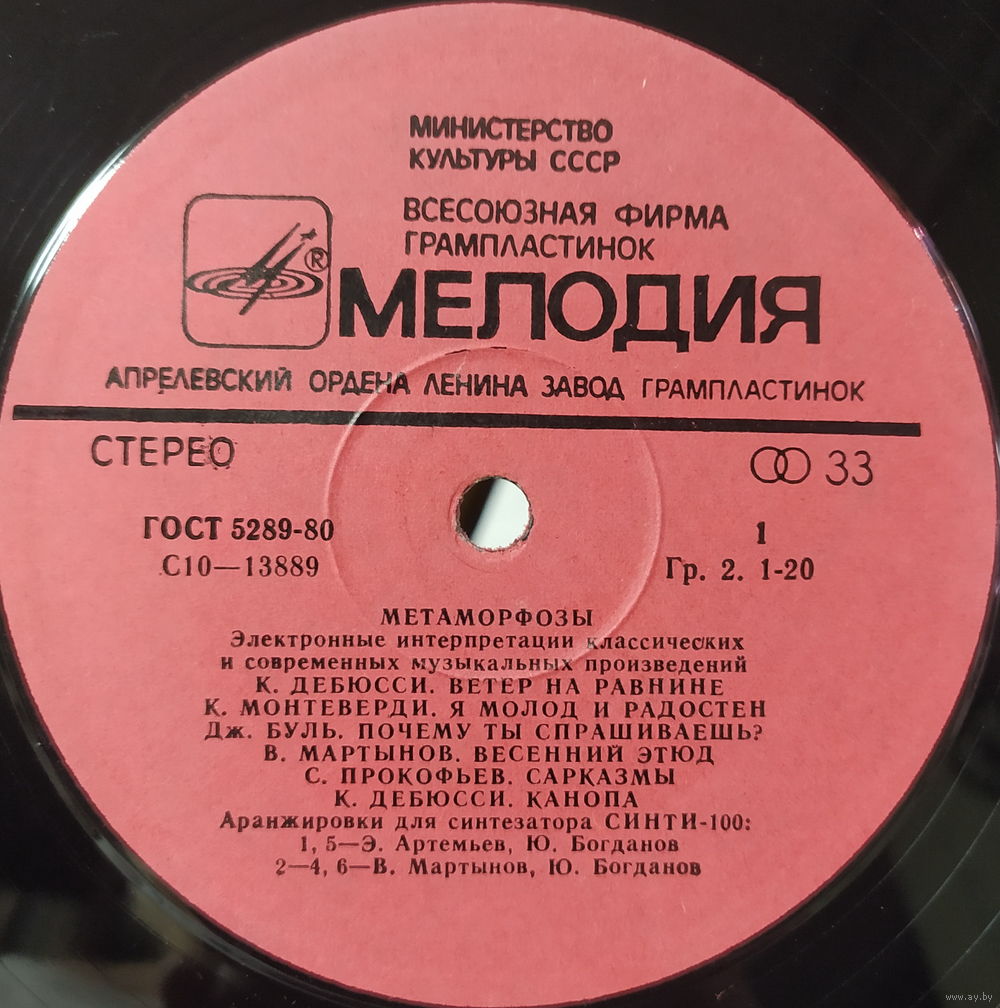 МИНИСТЕРСТВО
КУЛЬТУРЫ СССР
ВСЕСОЮЗНАЯ ФИРМА
ГРАМПЛАСТИНОК
®
МЕЛОДИЯ
АПРЕЛЕВСКИЙ ОРДЕНА ЛЕНИНА ЗАВОД ГРАМПЛАСТИНОК
СТЕРЕО 33
ГОСТ 5289-80 1
С10—13889 Гр. 2. 1-20
МЕТАМОРФОЗЫ
Электронные интерпретации классических
и современных музыкальных произведений
К. ДЕБЮССИ. ВЕТЕР НА РАВНИНЕ
К. МОНТЕВЕРДИ. Я МОЛОД И РАДОСТЕН
Дж. БУЛЬ. ПОЧЕМУ ТЫ СПРАШИВАЕШЬ?
В. МАРТЫНОВ. ВЕСЕННИЙ ЭТЮД
С. ПРОКОФЬЕВ. САРКАЗМЫ
К. ДЕБЮССИ. КАНОПА
Аранжировки для синтезатора СИНТИ-100:
1, 5—Э. Артемьев, Ю. Богданов
2—4, 6—В. Мартынов, Ю. Богданов
www.ay.by